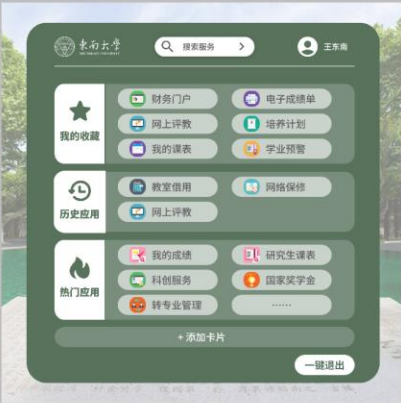 东南大学
搜索服务
王东南
财务门户
电子成绩单
网上评教
培养计划
我的收藏
我的课表
学业预警
教室借用
网络保修
历史应用
网上评教
我的成绩
研究生课表
科创服务
国家奖学金
热门应用
转专业管理
……
+ 添加卡片
一键退出